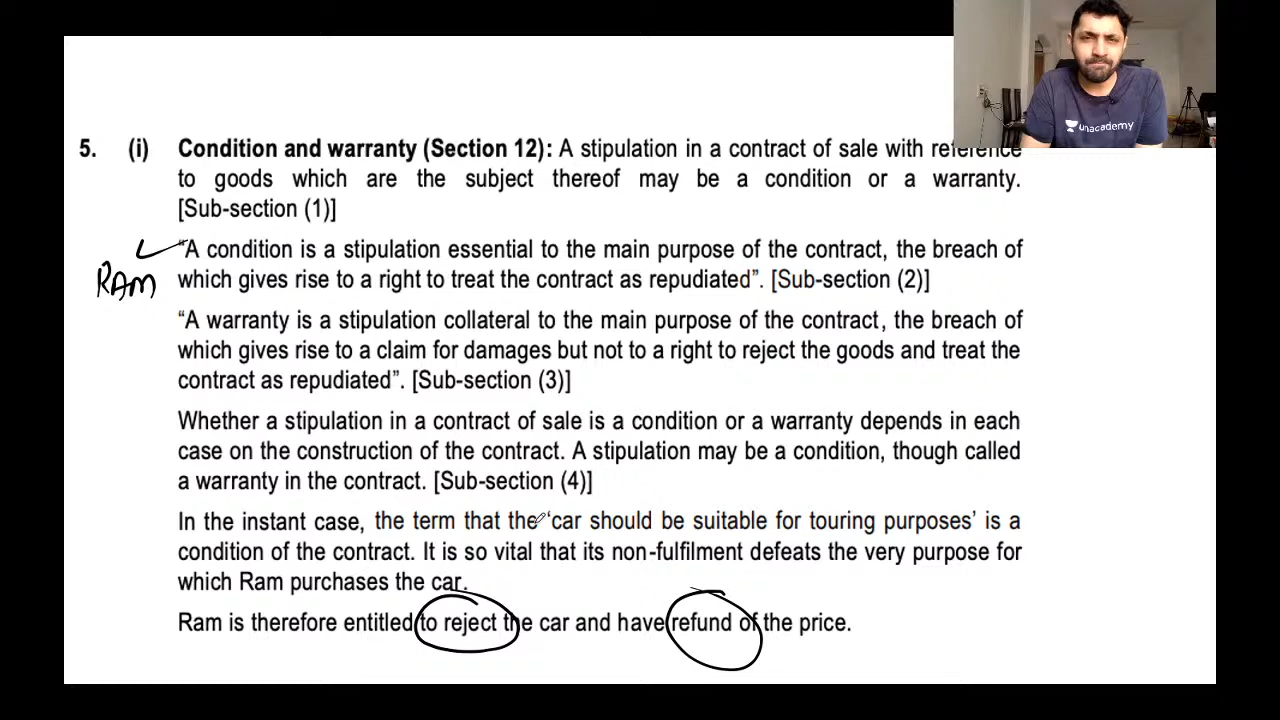 unacademy
5. (i) Condition and warranty (Section 12): A stipulation in a contract of sale with reference
to goods which are the subject thereof may be a condition or a warranty.
[Sub-section (1)]
“A condition is a stipulation essential to the main purpose of the contract, the breach of
RAM which gives rise to a right to treat the contract as repudiated”. [Sub-section (2)]
“A warranty is a stipulation collateral to the main purpose of the contract, the breach of
which gives rise to a claim for damages but not to a right to reject the goods and treat the
contract as repudiated”. [Sub-section (3)]
Whether a stipulation in a contract of sale is a condition or a warranty depends in each
case on the construction of the contract. A stipulation may be a condition, though called
a warranty in the contract. [Sub-section (4)]
In the instant case, the term that the ‘car should be suitable for touring purposes’ is a
condition of the contract. It is so vital that its non-fulfilment defeats the very purpose for
which Ram purchases the car.
Ram is therefore entitled to reject the car and have refund of the price.